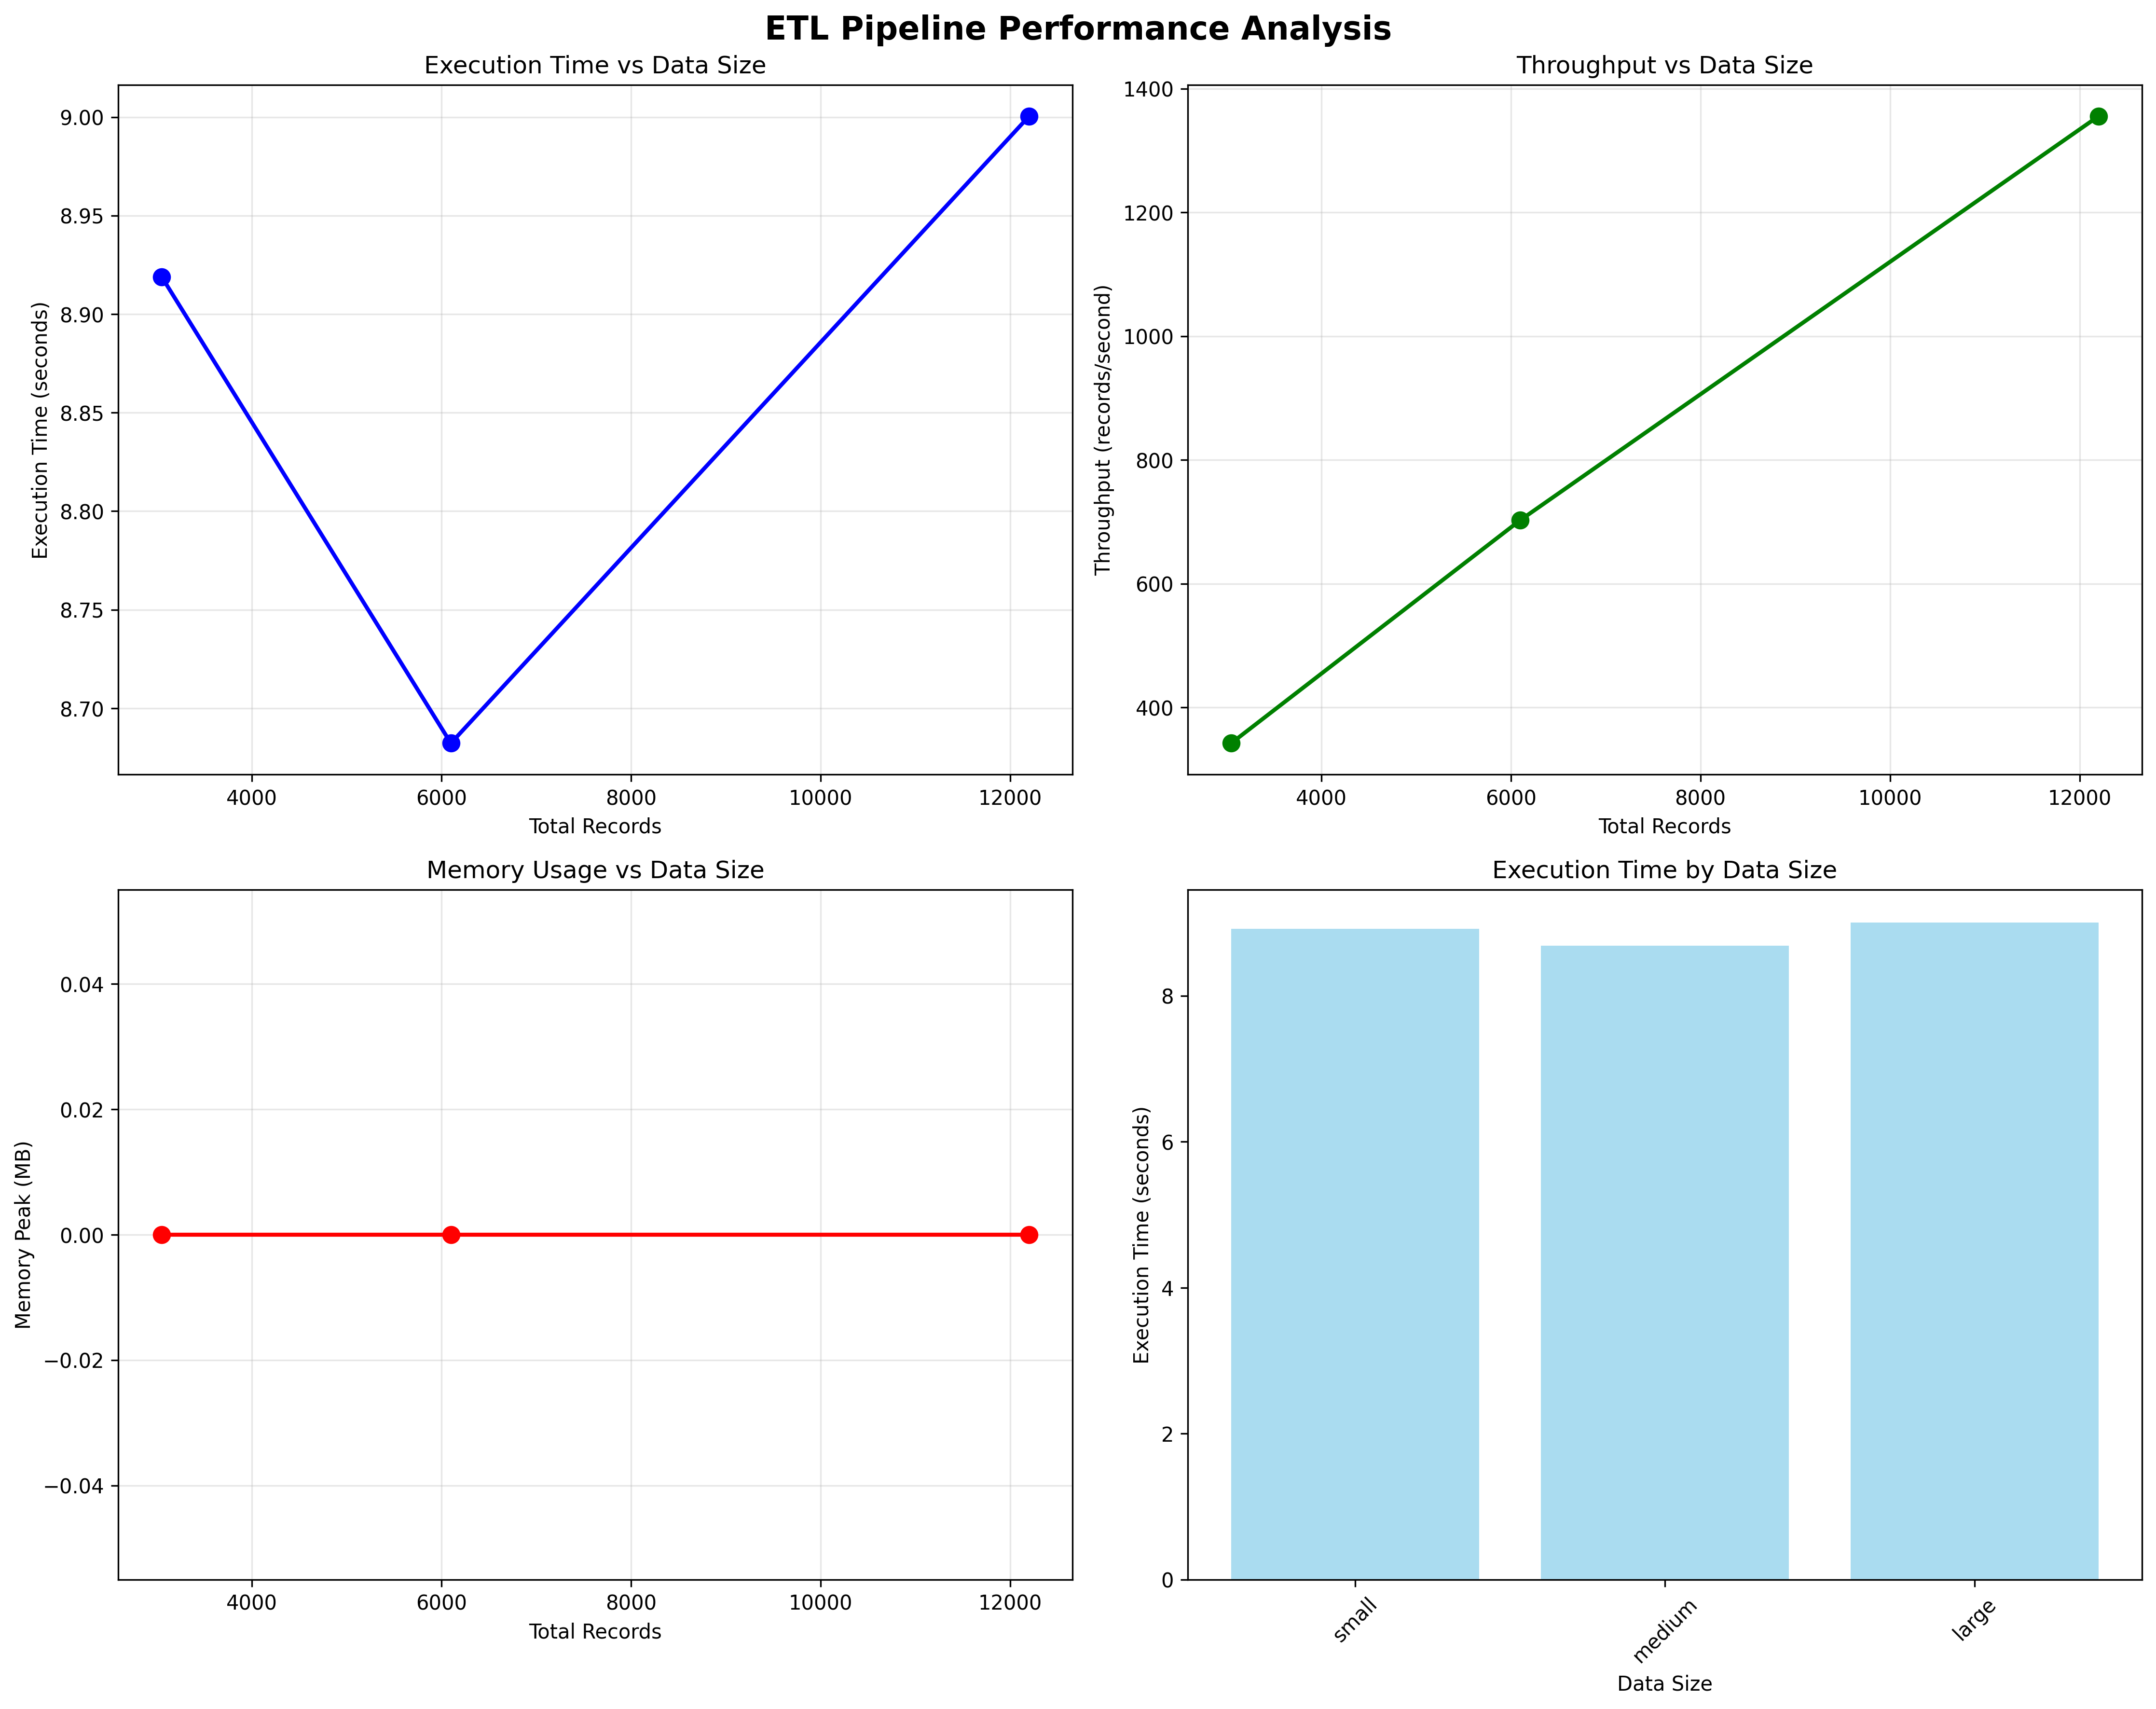 ETL Pipeline Performance Analysis
Execution Time vs Data Size
Execution Time (seconds)
9.00
8.95
8.90
8.85
8.80
8.75
8.70
4000 6000 8000 10000 12000
Total Records
Throughput vs Data Size
Throughput (records/second)
1400
1200
1000
800
600
400
4000 6000 8000 10000 12000
Total Records
Memory Usage vs Data Size
Memory Peak (MB)
0.04
0.02
0.00
−0.02
−0.04
4000 6000 8000 10000 12000
Total Records
Execution Time by Data Size
Execution Time (seconds)
8
6
4
2
0
small medium large
Data Size